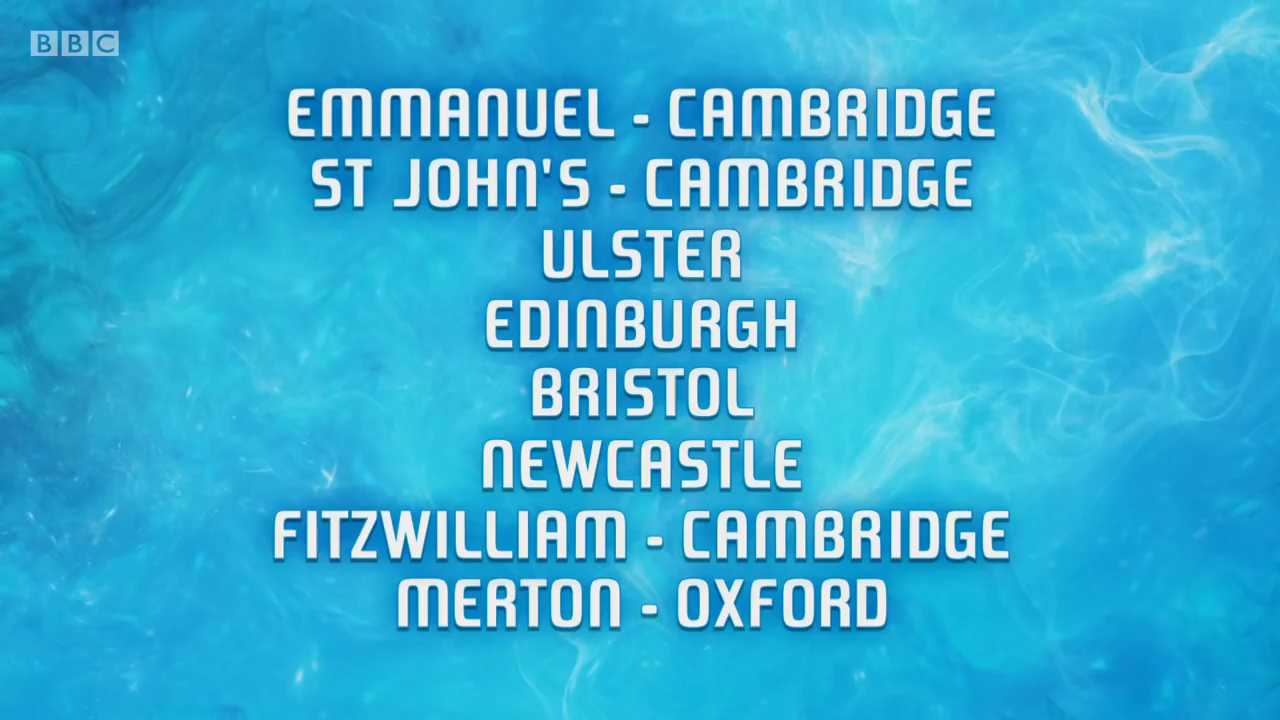 BBC
EMMANUEL - CAMBRIDGE
ST JOHN'S - CAMBRIDGE
ULSTER
EDINBURGH
BRISTOL
NEWCASTLE
FITZWILLIAM - CAMBRIDGE
MERTON - OXFORD